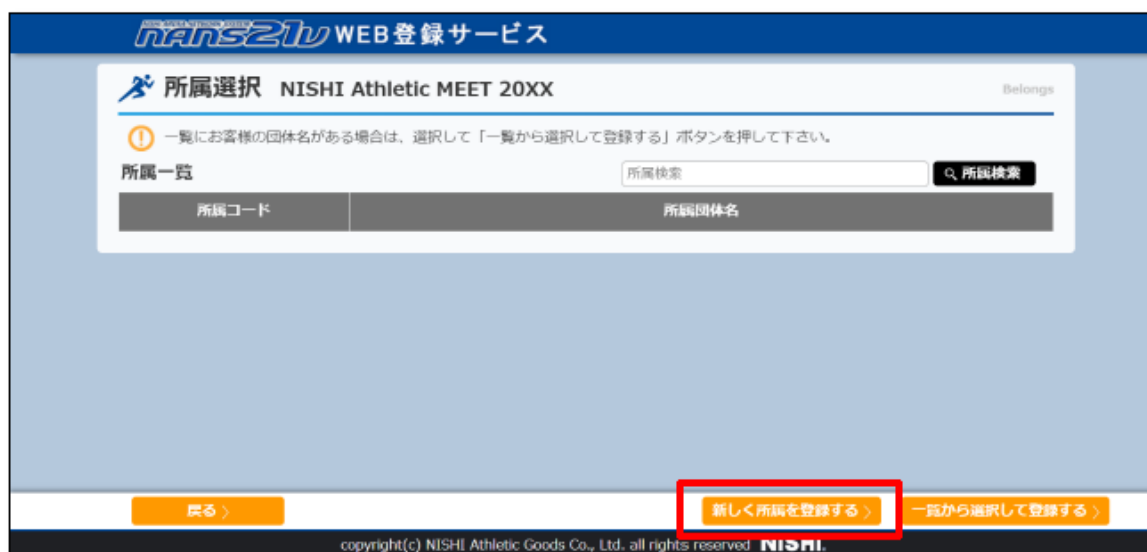 nans21v WEB登録サービス
所属選択 NISHI Athletic MEET 20XX
Belongs
一覧にお客様の団体名がある場合は、選択して「一覧から選択して登録する」ボタンを押して下さい。
所属一覧 所属検索 所属検索
所属コード 所属団体名
戻る 〉 新しく所属を登録する 〉 一覧から選択して登録する 〉
copyright(c) NISHI Athletic Goods Co., Ltd. all rights reserved NISHI.